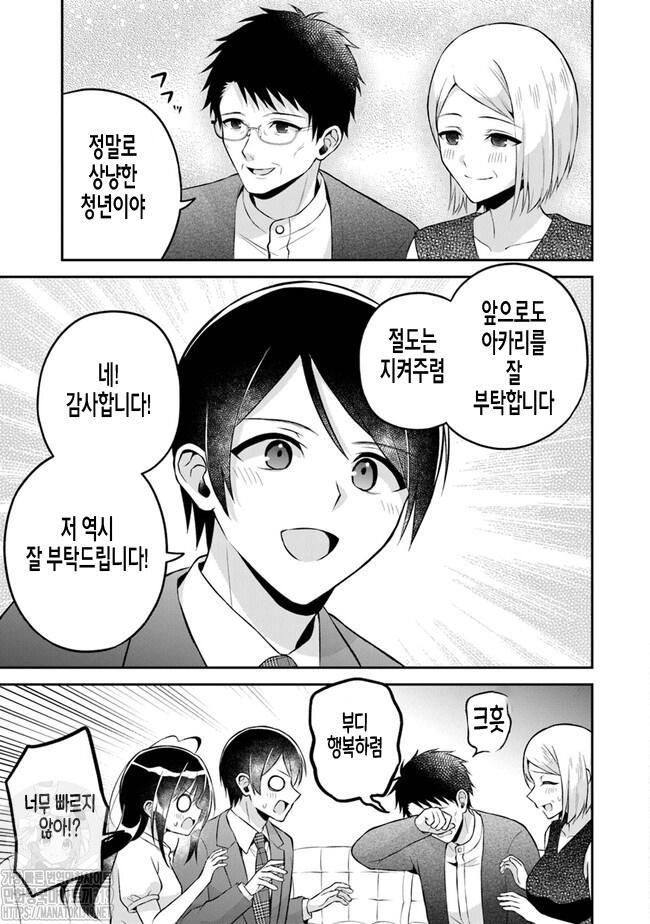 정말로
상냥한
청년이야
앞으로도
아카리를
잘
부탁합니다
절도는
지켜주렴
네!
감사합니다!
저 역시
잘 부탁드립니다!
크흣
부디
행복하렴
너무 빠르지
않아!?
MANATOKI.NET